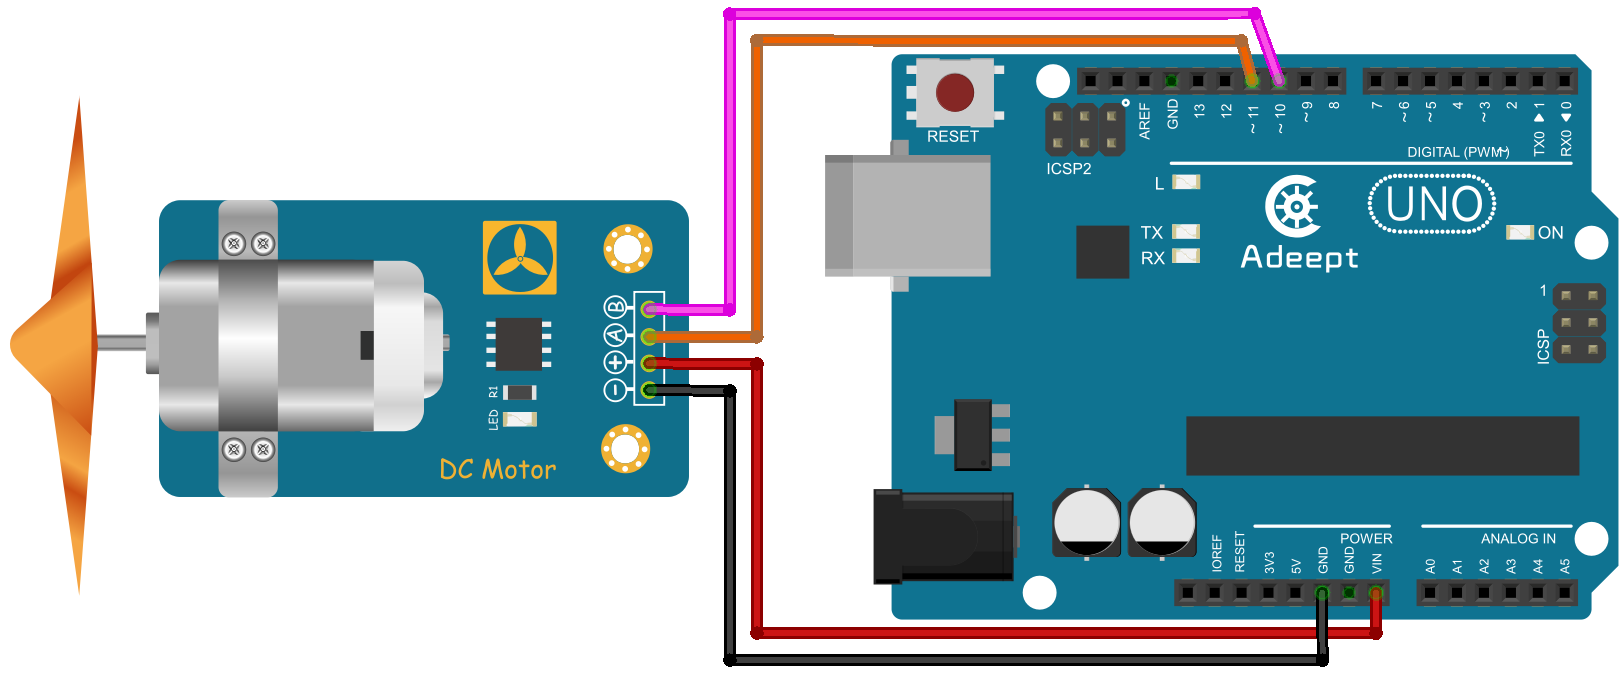 RESET
ICSP2
AREF
GND
13
12
~11
~10
~9
8
7
~6
~5
4
~3
2
TX0 ▶ 1
RX0 ◀ 0
DIGITAL (PWM~)
L
TX
RX
Adeept
UNO
ON
1
ICSP
B
A
+
-
R1
LED
DC Motor
POWER
ANALOG IN
IOREF
RESET
3V3
5V
GND
GND
VIN
A0
A1
A2
A3
A4
A5